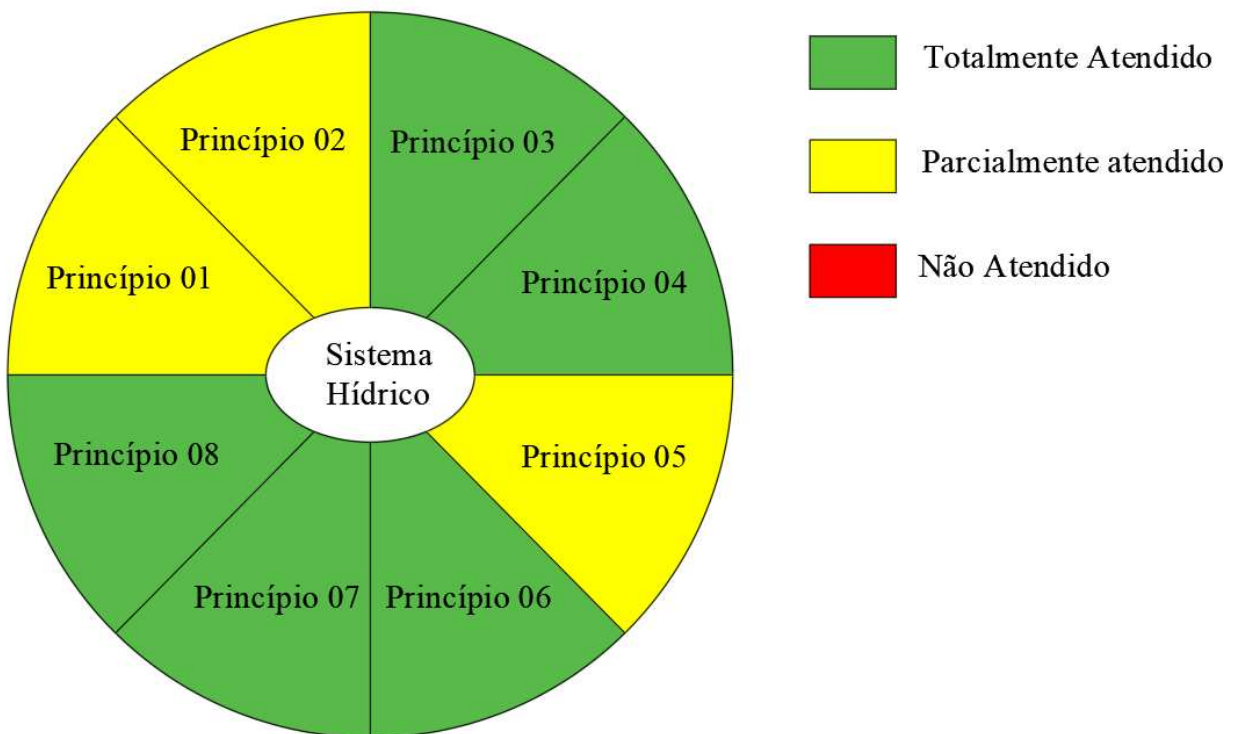 Totalmente Atendido
Princípio 02
Princípio 03
Parcialmente atendido
Princípio 01
Princípio 04
Não Atendido
Sistema
Hídrico
Princípio 08
Princípio 05
Princípio 07
Princípio 06